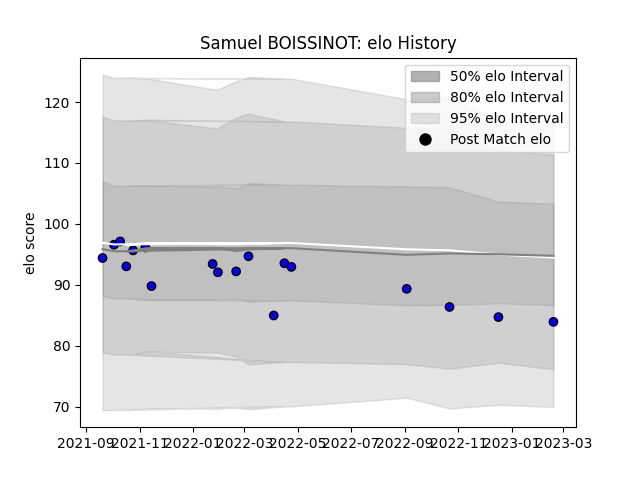 Samuel BOISSINOT: elo History
50% elo Interval
80% elo Interval
95% elo Interval
Post Match elo
elo score
120
110
100
90
80
70
2021-09 2021-11 2022-01 2022-03 2022-05 2022-07 2022-09 2022-11 2023-01 2023-03